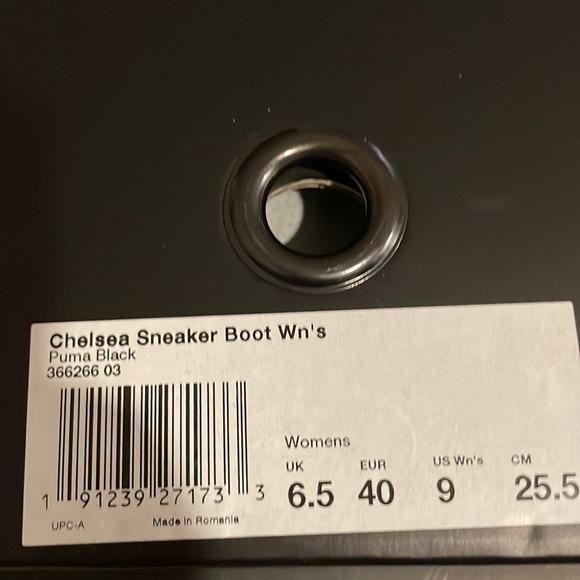 Chelsea Sneaker Boot Wn's
Puma Black
366266 03
Womens
UK EUR US Wn's CM
6.5 40 9 25.5
1 91239 27173 3
UPC-A Made in Romania